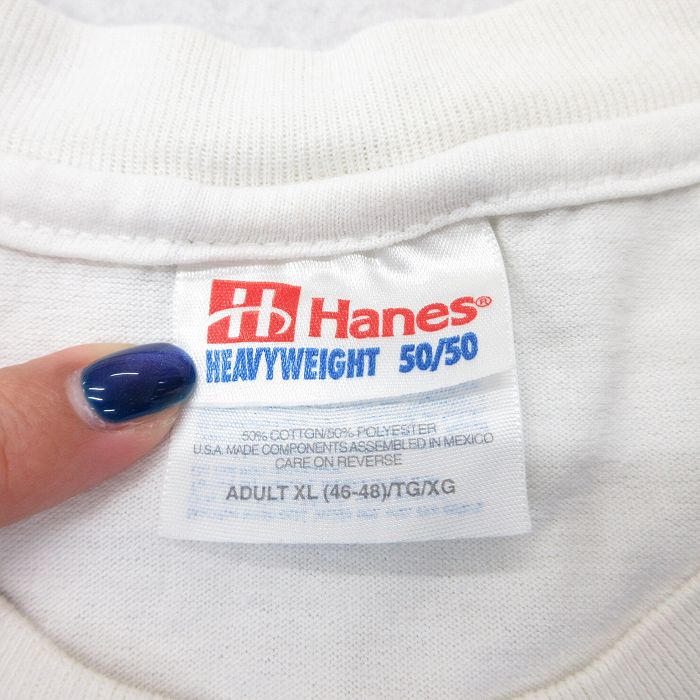 H Hanes®
HEAVYWEIGHT 50/50
50% COTTON/50% POLYESTER
U.S.A. MADE COMPONENTS ASSEMBLED IN MEXICO
CARE ON REVERSE
ADULT XL (46-48)/TG/XG